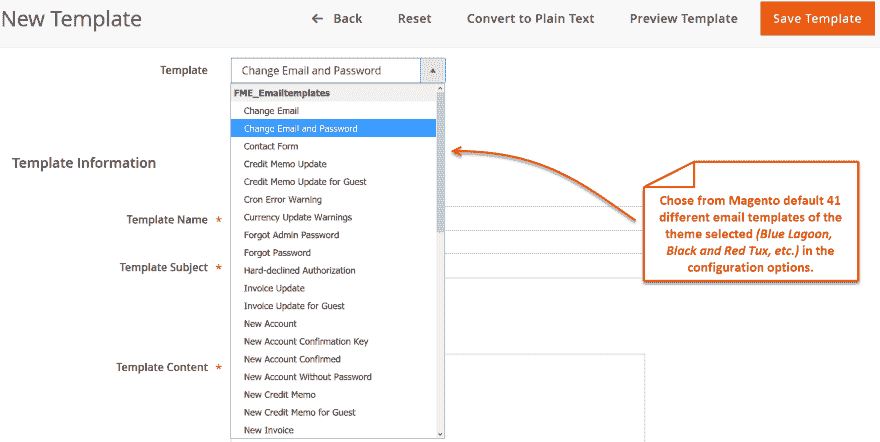 New Template
← Back
Reset
Convert to Plain Text
Preview Template
Save Template
Template
Change Email and Password
FME_Emailtemplates
Change Email
Change Email and Password
Contact Form
Credit Memo Update
Credit Memo Update for Guest
Cron Error Warning
Currency Update Warnings
Forgot Admin Password
Forgot Password
Hard-declined Authorization
Invoice Update
Invoice Update for Guest
New Account
New Account Confirmation Key
New Account Confirmed
New Account Without Password
New Credit Memo
New Credit Memo for Guest
New Invoice
Template Information
Template Name *
Template Subject *
Template Content *
Chose from Magento default 41
different email templates of the
theme selected (Blue Lagoon,
Black and Red Tux, etc.) in the
configuration options.